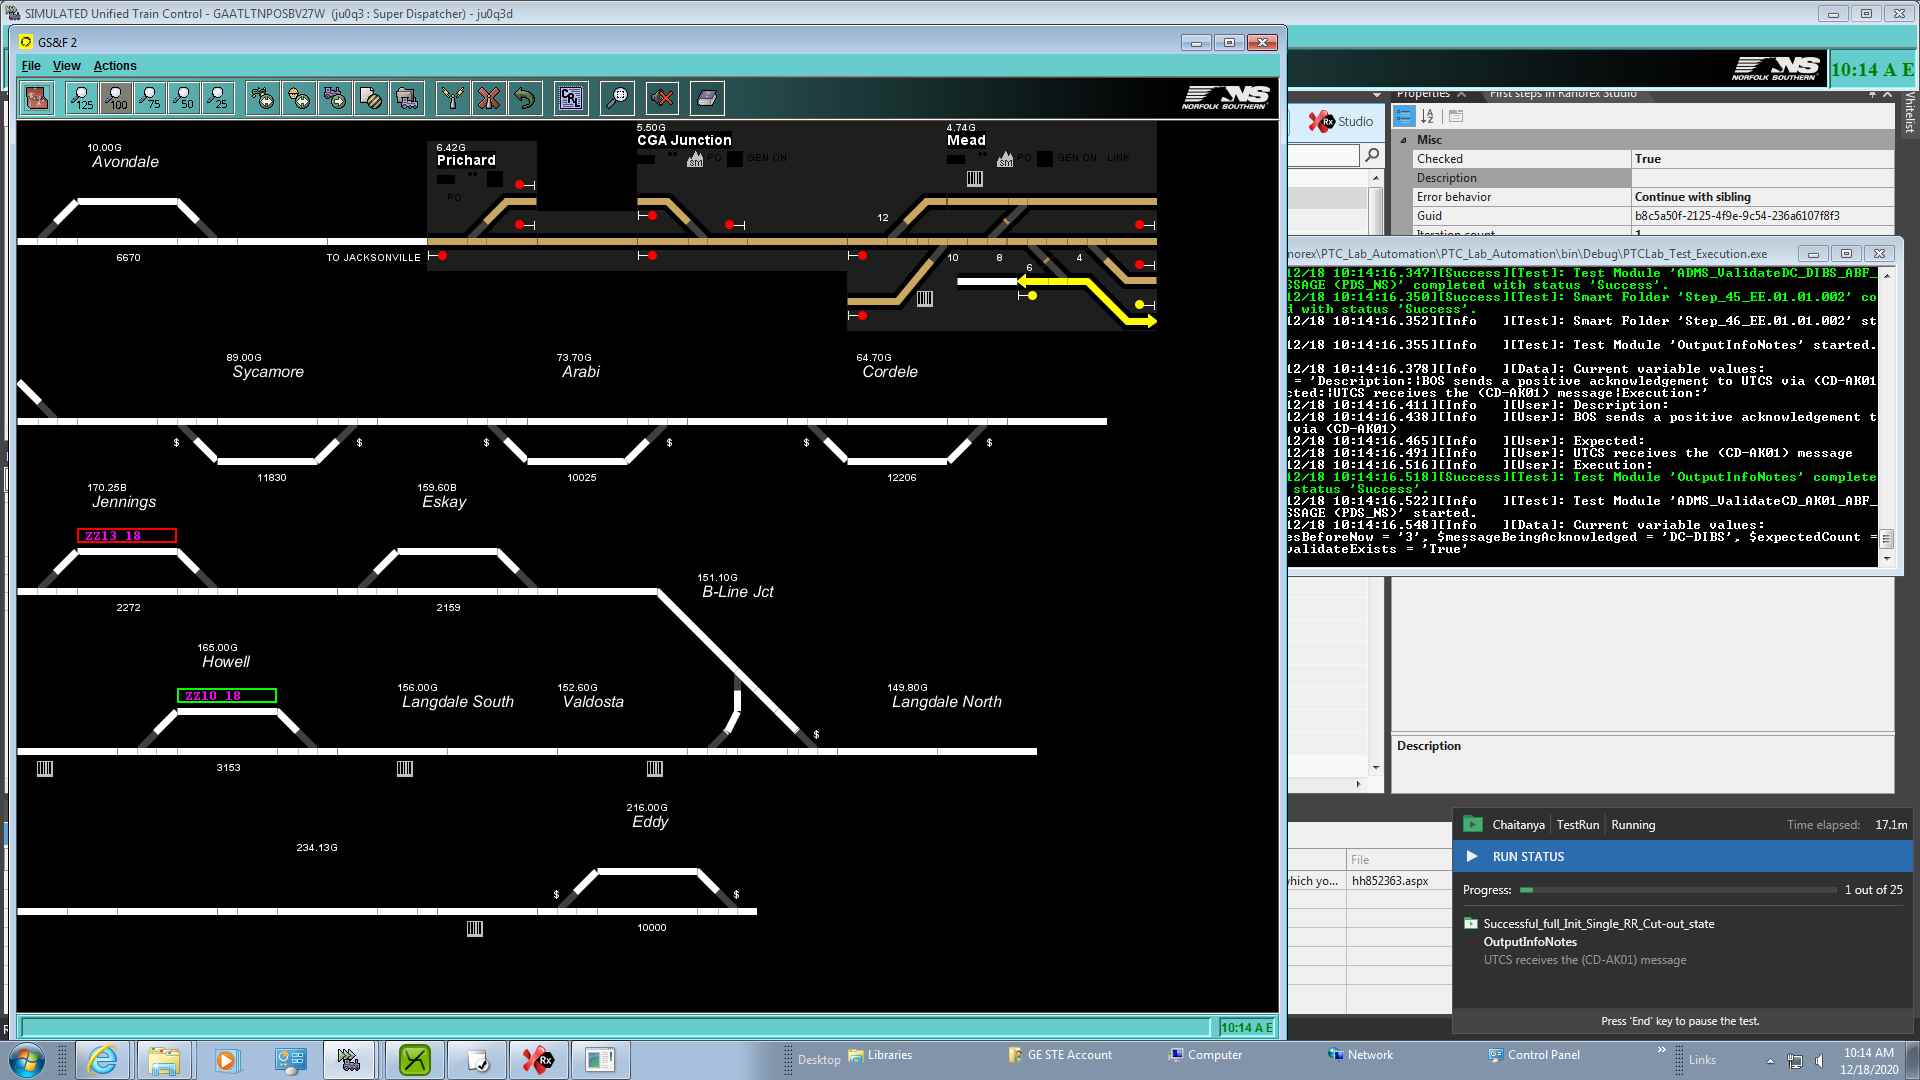 SIMULATED Unified Train Control - GAATLTNPOSBV27W (ju0q3 : Super Dispatcher) - ju0q3d
GS&F 2
File View Actions
125 100 75 50 25
CRL
NORFOLK SOUTHERN
NORFOLK SOUTHERN
10:14 A E
10.00G
Avondale
6670
TO JACKSONVILLE
6.42G
Prichard
PO
5.50G
CGA Junction
SM PO GEN ON
4.74G
Mead
SM PO GEN ON LINK
12
10 8 6 4
89.00G
Sycamore
73.70G
Arabi
64.70G
Cordele
$ $ $ $ $ $
11830 10025 12206
170.25B
Jennings
159.60B
Eskay
ZZ13 18
2272 2159
151.10G
B-Line Jct
165.00G
Howell
ZZ10 18
156.00G
Langdale South
152.60G
Valdosta
149.80G
Langdale North
$
3153
216.00G
Eddy
234.13G
$ $
10000
10:14 A E
Properties
First steps in Ranorex Studio
Whitelist
Studio
Misc
Checked True
Description
Error behavior Continue with sibling
Guid b8c5a50f-2125-4f9e-9c54-236a6107f8f3
Iteration count 1
norex\PTC_Lab_Automation\PTC_Lab_Automation\bin\Debug\PTCLab_Test_Execution.exe
12/18 10:14:16.347][Success][Test]: Test Module 'ADMS_ValidateDC_DIBS_ABF_
SSAGE (PDS_NS)' completed with status 'Success'.
12/18 10:14:16.350][Success][Test]: Smart Folder 'Step_45_EE.01.01.002' co
d with status 'Success'.
12/18 10:14:16.352][Info ][Test]: Smart Folder 'Step_46_EE.01.01.002' st
12/18 10:14:16.355][Info ][Test]: Test Module 'OutputInfoNotes' started.
12/18 10:14:16.378][Info ][Data]: Current variable values:
= 'Description:|BOS sends a positive acknowledgement to UTCS via (CD-AK01
cted:|UTCS receives the (CD-AK01) message|Execution:'
12/18 10:14:16.411][Info ][User]: Description:
12/18 10:14:16.438][Info ][User]: BOS sends a positive acknowledgement t
via (CD-AK01)
12/18 10:14:16.465][Info ][User]: Expected:
12/18 10:14:16.491][Info ][User]: UTCS receives the (CD-AK01) message
12/18 10:14:16.516][Info ][User]: Execution:
12/18 10:14:16.518][Success][Test]: Test Module 'OutputInfoNotes' complete
status 'Success'.
12/18 10:14:16.522][Info ][Test]: Test Module 'ADMS_ValidateCD_AK01_ABF_
SSAGE (PDS_NS)' started.
12/18 10:14:16.548][Info ][Data]: Current variable values:
esBeforeNow = '3', $messageBeingAcknowledged = 'DC-DIBS', $expectedCount =
validateExists = 'True'
Description
File
which yo... hh852363.aspx
Chaitanya TestRun Running Time elapsed: 17.1m
RUN STATUS
Progress: 1 out of 25
Successful_full_Init_Single_RR_Cut-out_state
OutputInfoNotes
UTCS receives the (CD-AK01) message
Press 'End' key to pause the test.
Desktop Libraries GE STE Account Computer Network Control Panel » Links
10:14 AM
12/18/2020